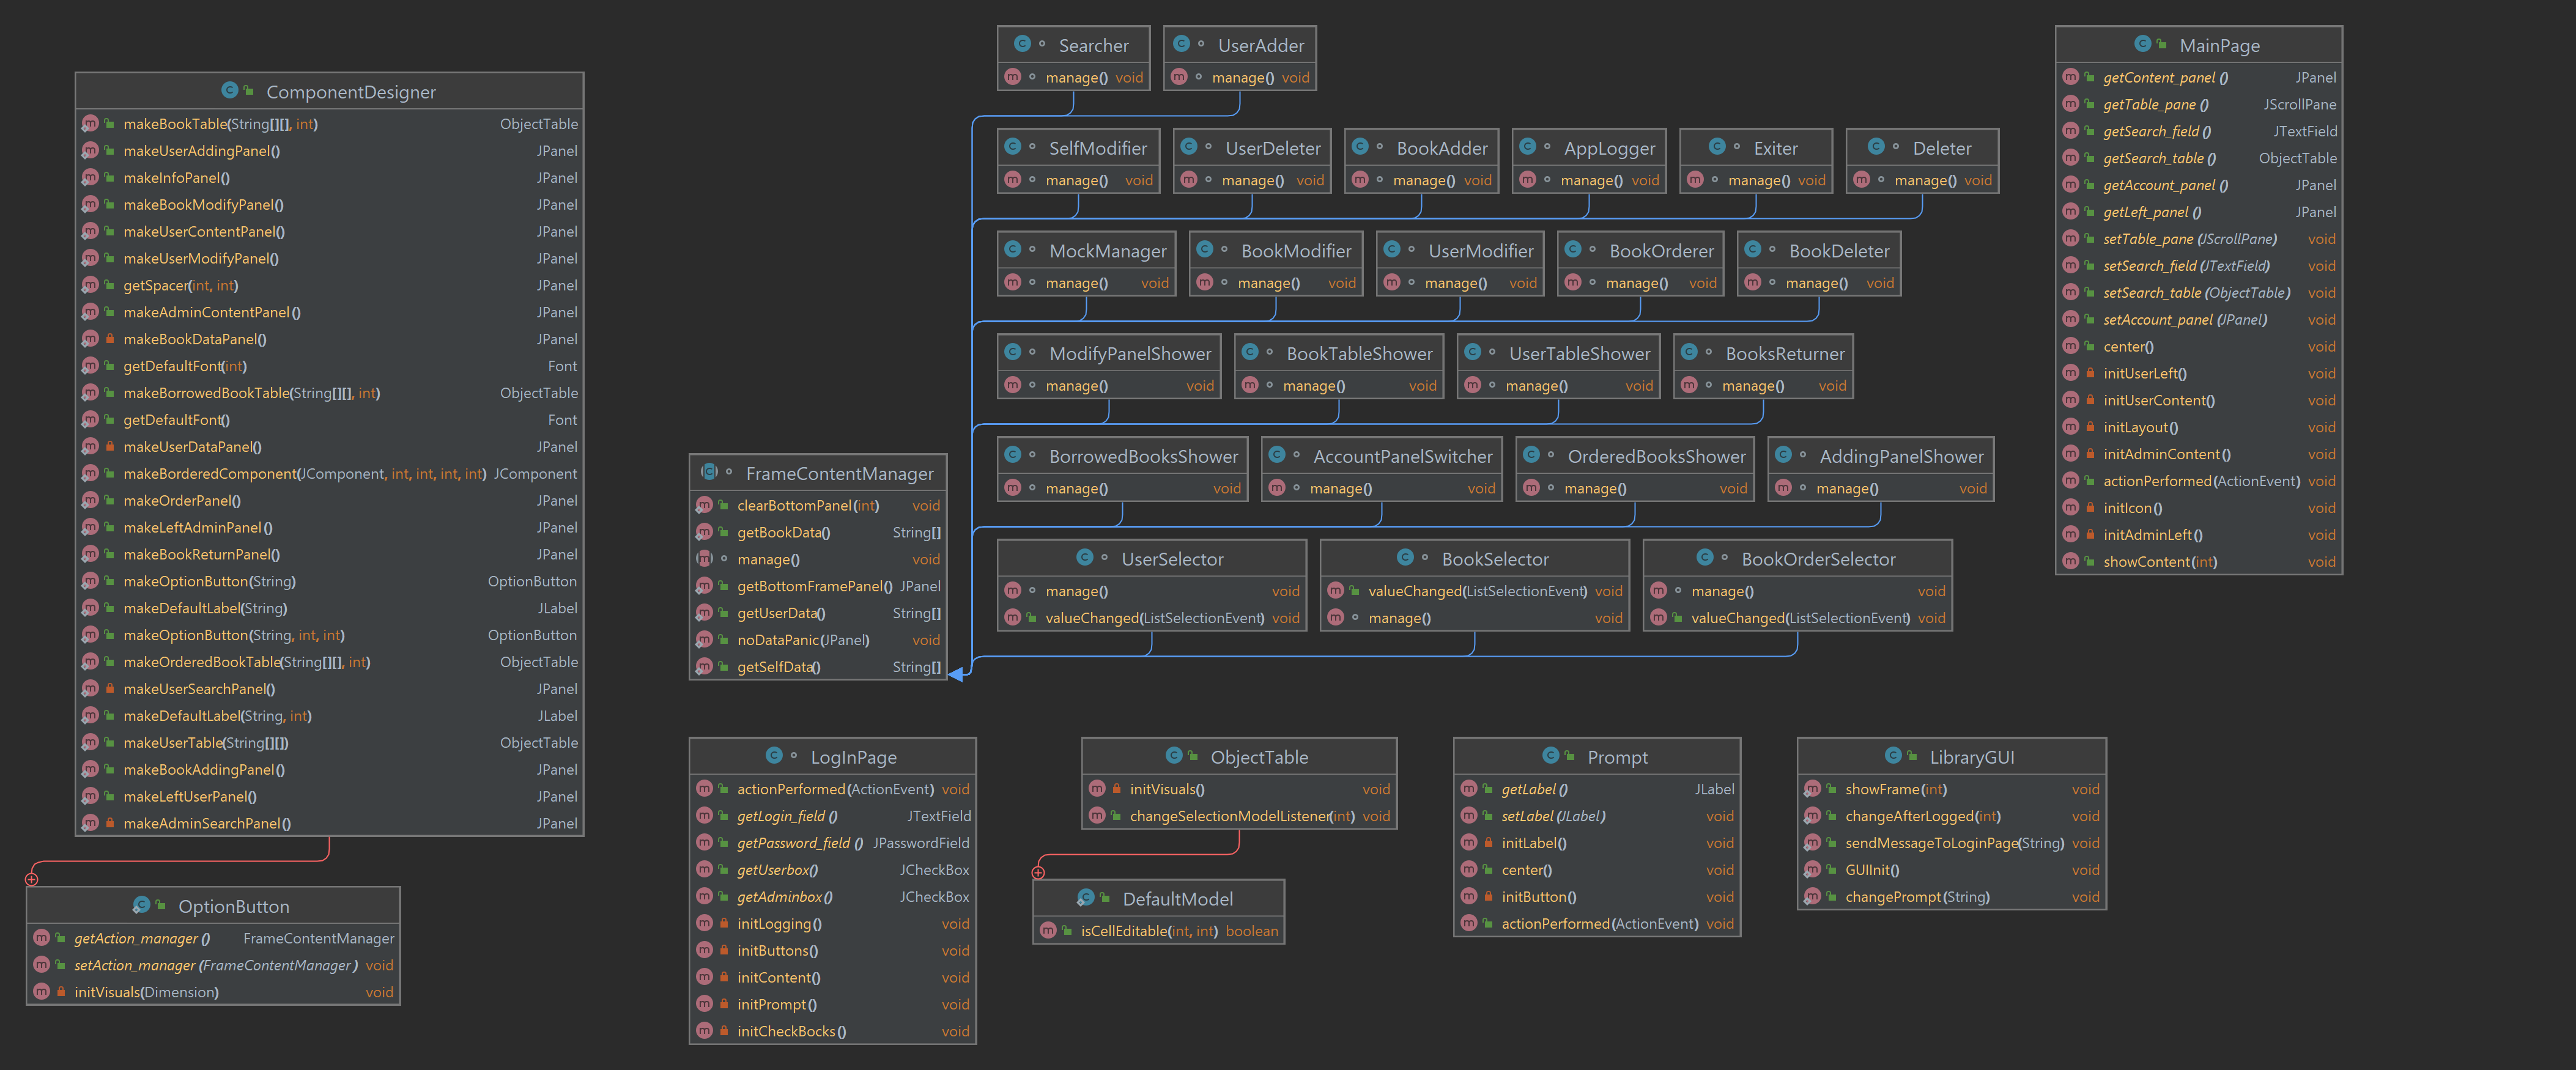 ComponentDesigner
makeBookTable(String[][], int) ObjectTable
makeUserAddingPanel() JPanel
makeInfoPanel() JPanel
makeBookModifyPanel() JPanel
makeUserContentPanel() JPanel
makeUserModifyPanel() JPanel
getSpacer(int, int) JPanel
makeAdminContentPanel() JPanel
makeBookDataPanel() JPanel
getDefaultFont(int) Font
makeBorrowedBookTable(String[][], int) ObjectTable
getDefaultFont() Font
makeUserDataPanel() JPanel
makeBorderedComponent(JComponent, int, int, int, int) JComponent
makeOrderPanel() JPanel
makeLeftAdminPanel() JPanel
makeBookReturnPanel() JPanel
makeOptionButton(String) OptionButton
makeDefaultLabel(String) JLabel
makeOptionButton(String, int, int) OptionButton
makeOrderedBookTable(String[][], int) ObjectTable
makeUserSearchPanel() JPanel
makeDefaultLabel(String, int) JLabel
makeUserTable(String[][]) ObjectTable
makeBookAddingPanel() JPanel
makeLeftUserPanel() JPanel
makeAdminSearchPanel() JPanel
OptionButton
getAction_manager() FrameContentManager
setAction_manager(FrameContentManager) void
initVisuals(Dimension) void
Searcher
manage() void
UserAdder
manage() void
SelfModifier
manage() void
UserDeleter
manage() void
BookAdder
manage() void
AppLogger
manage() void
Exiter
manage() void
Deleter
manage() void
MockManager
manage() void
BookModifier
manage() void
UserModifier
manage() void
BookOrderer
manage() void
BookDeleter
manage() void
ModifyPanelShower
manage() void
BookTableShower
manage() void
UserTableShower
manage() void
BooksReturner
manage() void
BorrowedBooksShower
manage() void
AccountPanelSwitcher
manage() void
OrderedBooksShower
manage() void
AddingPanelShower
manage() void
UserSelector
manage() void
valueChanged(ListSelectionEvent) void
BookSelector
valueChanged(ListSelectionEvent) void
manage() void
BookOrderSelector
manage() void
valueChanged(ListSelectionEvent) void
FrameContentManager
clearBottomPanel(int) void
getBookData() String[]
manage() void
getBottomFramePanel() JPanel
getUserData() String[]
noDataPanic(JPanel) void
getSelfData() String[]
MainPage
getContent_panel() JPanel
getTable_pane() JScrollPane
getSearch_field() JTextField
getSearch_table() ObjectTable
getAccount_panel() JPanel
getLeft_panel() JPanel
setTable_pane(JScrollPane) void
setSearch_field(JTextField) void
setSearch_table(ObjectTable) void
setAccount_panel(JPanel) void
center() void
initUserLeft() void
initUserContent() void
initLayout() void
initAdminContent() void
actionPerformed(ActionEvent) void
initIcon() void
initAdminLeft() void
showContent(int) void
LogInPage
actionPerformed(ActionEvent) void
getLogin_field() JTextField
getPassword_field() JPasswordField
getUserbox() JCheckBox
getAdminbox() JCheckBox
initLogging() void
initButtons() void
initContent() void
initPrompt() void
initCheckBocks() void
ObjectTable
initVisuals() void
changeSelectionModelListener(int) void
DefaultModel
isCellEditable(int, int) boolean
Prompt
getLabel() JLabel
setLabel(JLabel) void
initLabel() void
center() void
initButton() void
actionPerformed(ActionEvent) void
LibraryGUI
showFrame(int) void
changeAfterLogged(int) void
sendMessageToLoginPage(String) void
GUIInit() void
changePrompt(String) void